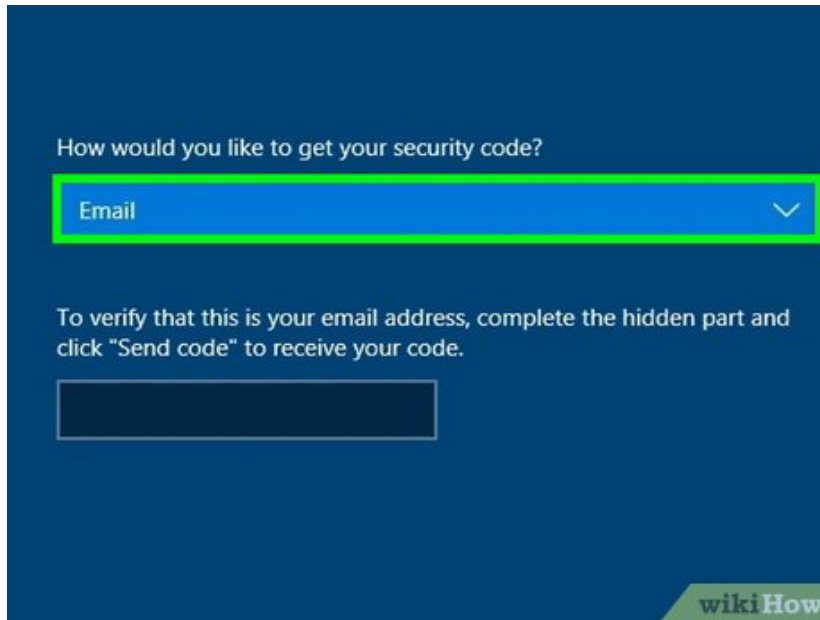 How would you like to get your security code?
Email
To verify that this is your email address, complete the hidden part and
click "Send code" to receive your code.
wikiHow